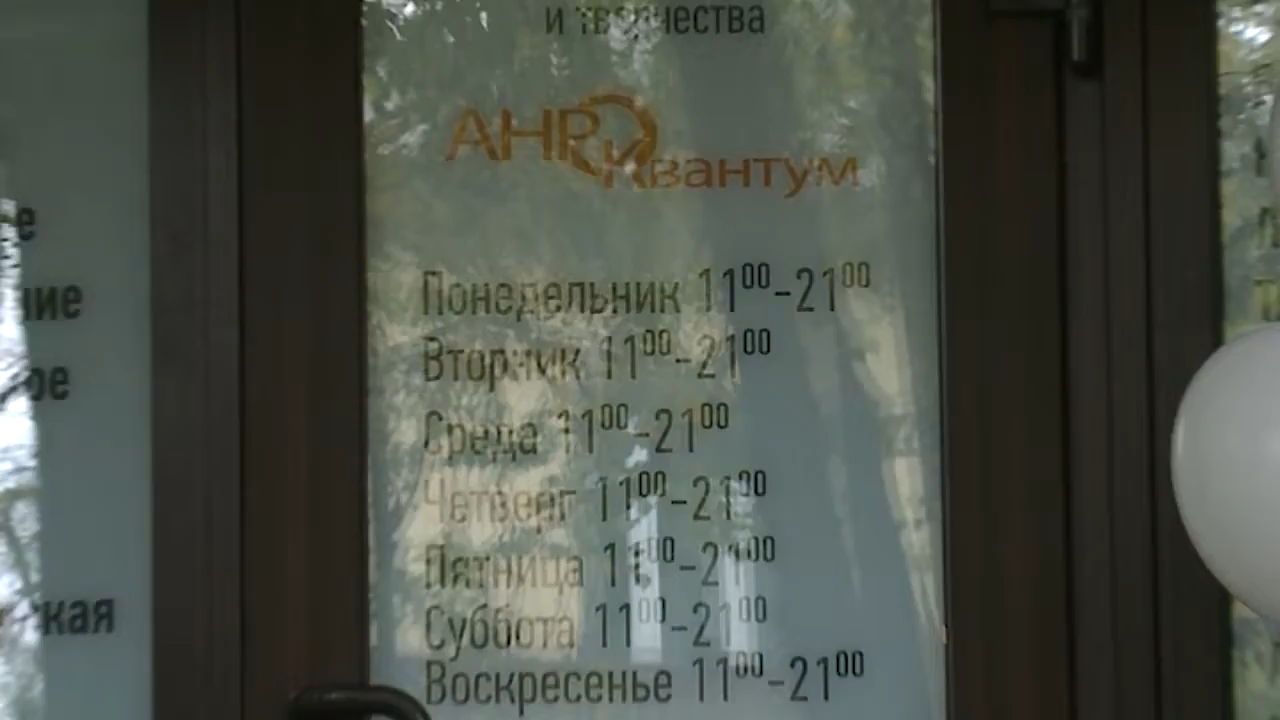 и творчества
АНРО Квантум
Понедельник 11⁰⁰-21⁰⁰
Вторник 11⁰⁰-21⁰⁰
Среда 11⁰⁰-21⁰⁰
Четверг 11⁰⁰-21⁰⁰
Пятница 11⁰⁰-21⁰⁰
Суббота 11⁰⁰-21⁰⁰
Воскресенье 11⁰⁰-21⁰⁰